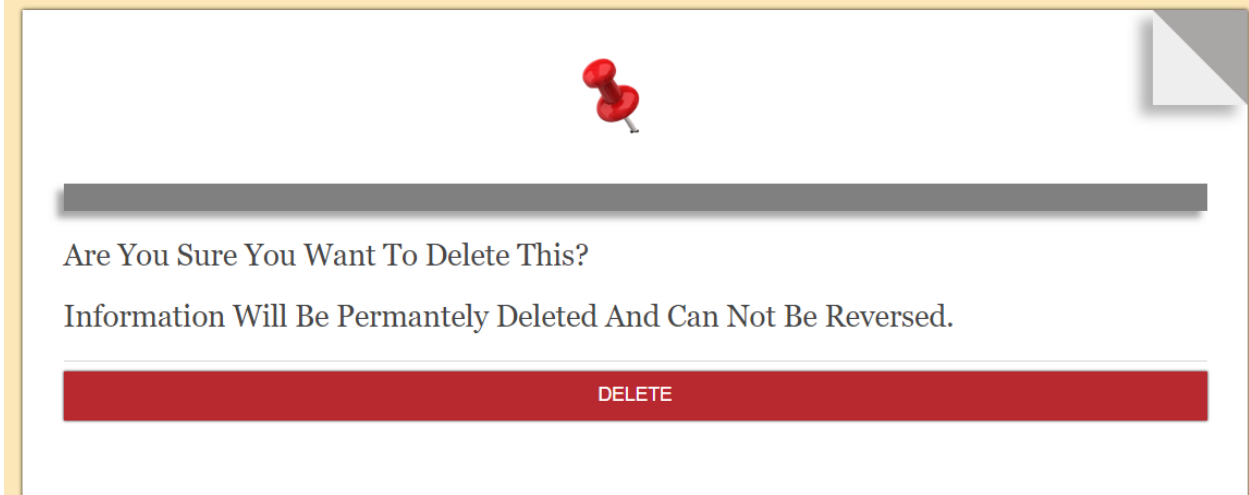 Are You Sure You Want To Delete This?
Information Will Be Permantely Deleted And Can Not Be Reversed.
DELETE